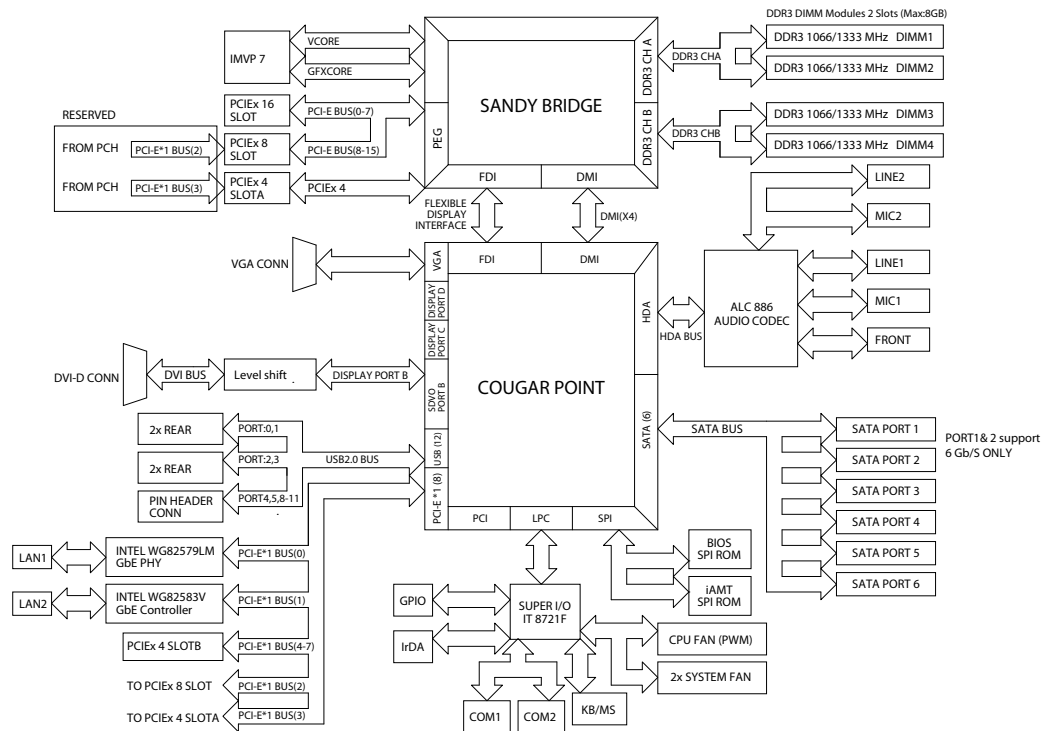 DDR3 DIMM Modules 2 Slots (Max:8GB)
IMVP 7
VCORE
GFXCORE
SANDY BRIDGE
DDR3 CH A
DDR3 CH B
PEG
FDI
DMI
DDR3 CHA
DDR3 1066/1333 MHz DIMM1
DDR3 1066/1333 MHz DIMM2
DDR3 CHB
DDR3 1066/1333 MHz DIMM3
DDR3 1066/1333 MHz DIMM4
RESERVED
FROM PCH
PCI-E*1 BUS(2)
FROM PCH
PCI-E*1 BUS(3)
PCIEx 16
SLOT
PCI-E BUS(0-7)
PCIEx 8
SLOT
PCI-E BUS(8-15)
PCIEx 4
SLOTA
PCIEx 4
FLEXIBLE
DISPLAY
INTERFACE
DMI(X4)
LINE2
MIC2
LINE1
MIC1
FRONT
ALC 886
AUDIO CODEC
HDA BUS
VGA CONN
VGA
FDI
DMI
DISPLAY
PORT D
DISPLAY
PORT C
SDVO
PORT B
USB (12)
PCI-E *1 (8)
HDA
SATA (6)
COUGAR POINT
PCI
LPC
SPI
DVI-D CONN
DVI BUS
Level shift .
DISPLAY PORT B
2x REAR
PORT:0,1
2x REAR
PORT:2,3
USB2.0 BUS
PIN HEADER
CONN
PORT4,5,8-11
SATA BUS
SATA PORT 1
SATA PORT 2
SATA PORT 3
SATA PORT 4
SATA PORT 5
SATA PORT 6
PORT1& 2 support
6 Gb/S ONLY
LAN1
INTEL WG82579LM
GbE PHY
PCI-E*1 BUS(0)
LAN2
INTEL WG82583V
GbE Controller
PCI-E*1 BUS(1)
PCIEx 4 SLOTB
PCI-E*1 BUS(4-7)
TO PCIEx 8 SLOT
PCI-E*1 BUS(2)
TO PCIEx 4 SLOTA
PCI-E*1 BUS(3)
BIOS
SPI ROM
iAMT
SPI ROM
GPIO
IrDA
SUPER I/O
IT 8721F
CPU FAN (PWM)
2x SYSTEM FAN
COM1
COM2
KB/MS